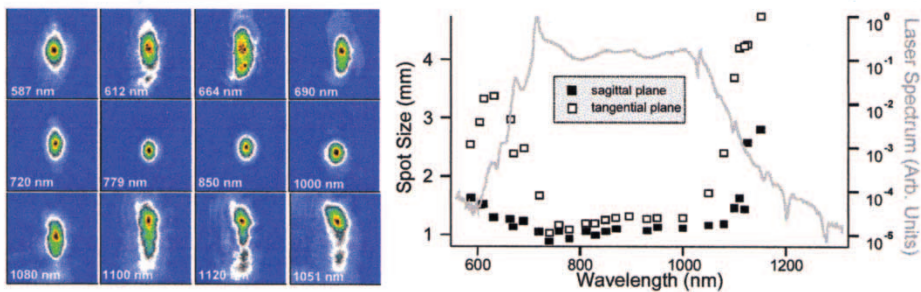 587 nm
612 nm
664 nm
690 nm
720 nm
779 nm
850 nm
1000 nm
1080 nm
1100 nm
1120 nm
1051 nm
Spot Size (mm)
4
3
2
1
sagittal plane
tangential plane
600
800
1000
1200
Wavelength (nm)
10^0
10^-1
10^-2
10^-3
10^-4
10^-5
Laser Spectrum (Arb. Units)